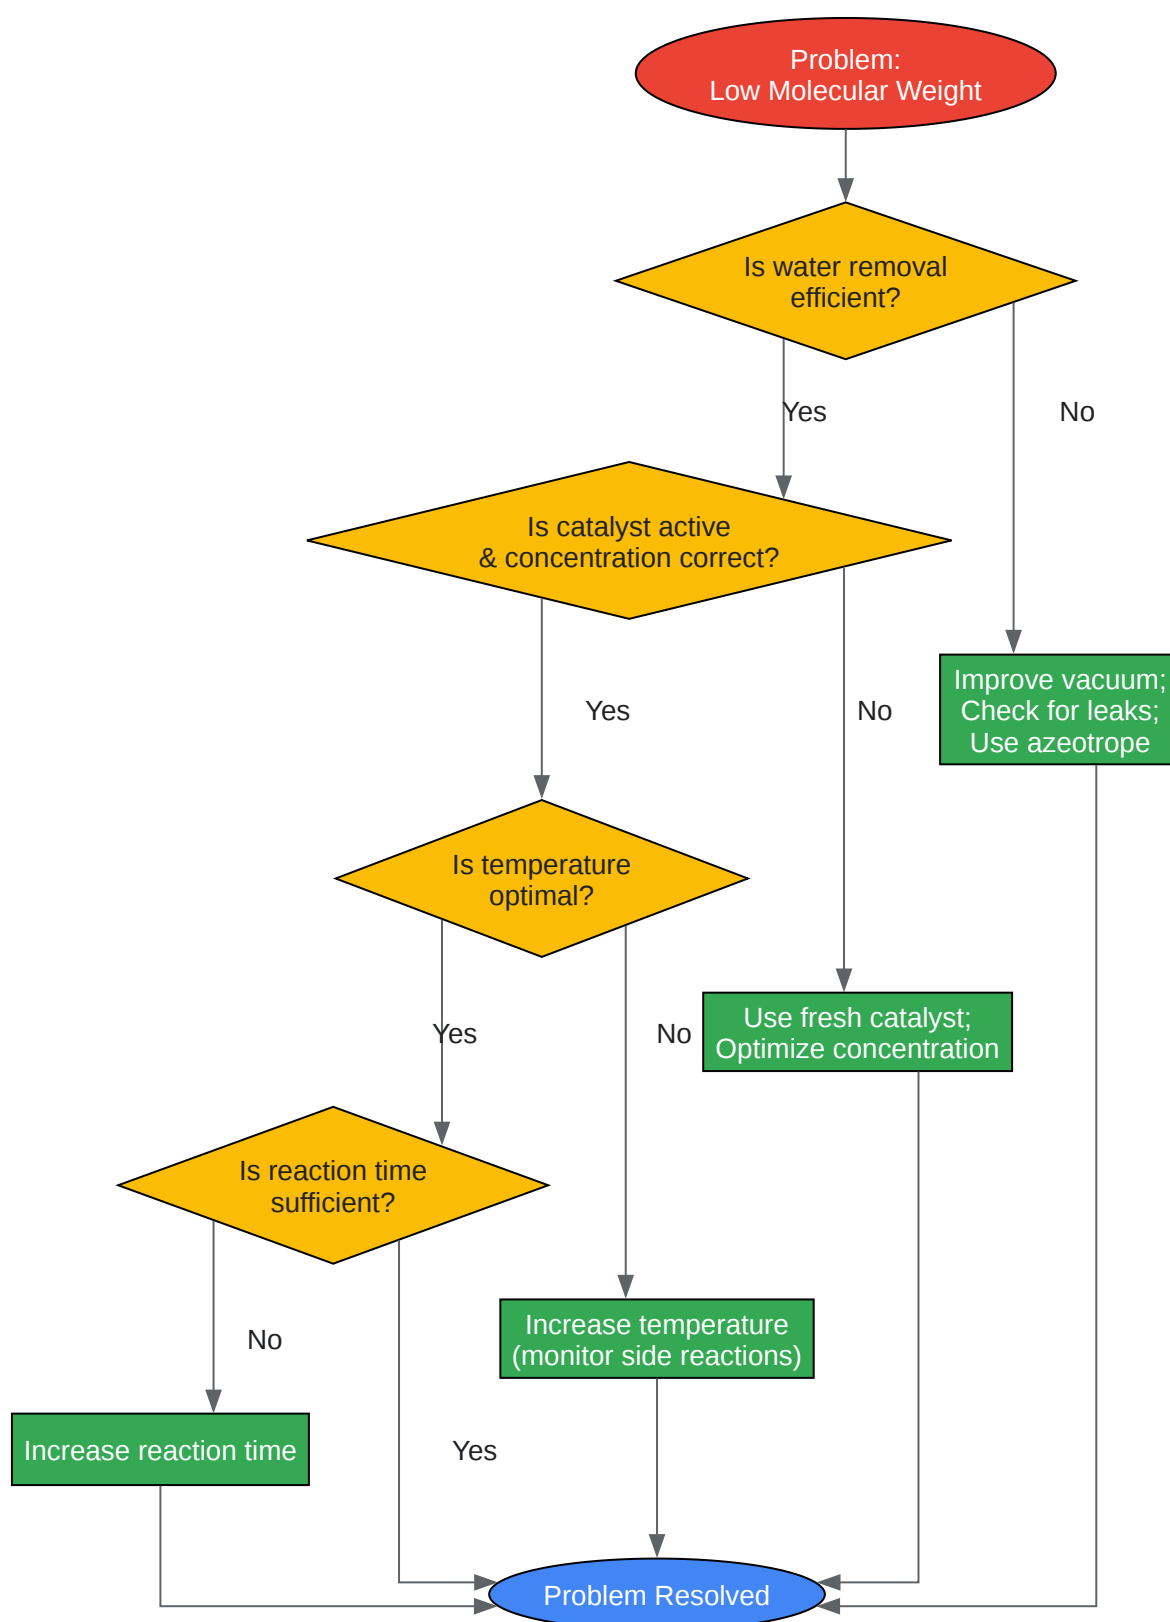 Problem:
Low Molecular Weight
Is water removal
efficient?
Yes
No
Is catalyst active
& concentration correct?
Yes
No
Improve vacuum;
Check for leaks;
Use azeotrope
Is temperature
optimal?
Yes
No
Use fresh catalyst;
Optimize concentration
Is reaction time
sufficient?
No
Increase temperature
(monitor side reactions)
Increase reaction time
Yes
Problem Resolved